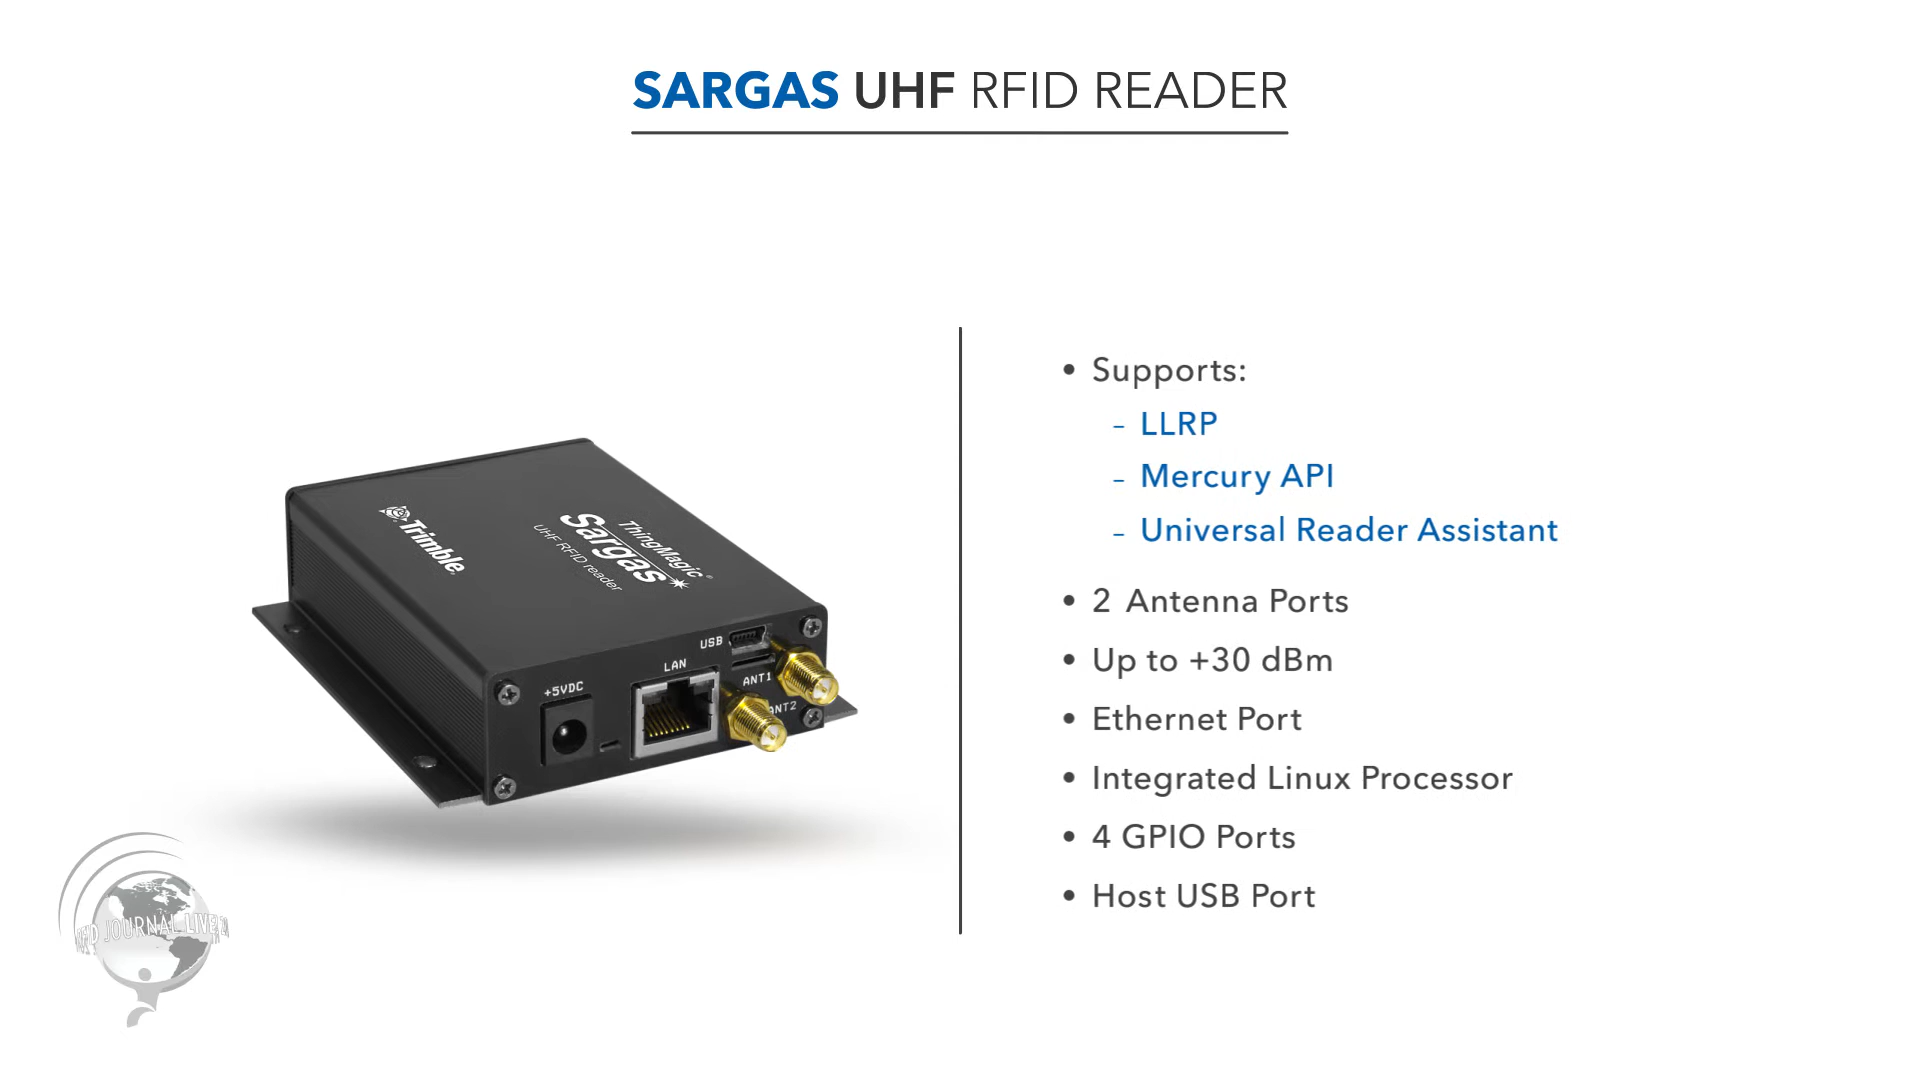 SARGAS UHF RFID READER
• Supports:
– LLRP
– Mercury API
– Universal Reader Assistant
• 2 Antenna Ports
• Up to +30 dBm
• Ethernet Port
• Integrated Linux Processor
• 4 GPIO Ports
• Host USB Port
Trimble
ThingMagic®
Sargas
UHF RFID reader
USB
LAN
+5VDC
ANT1
ANT2
JOURNAL LIVE